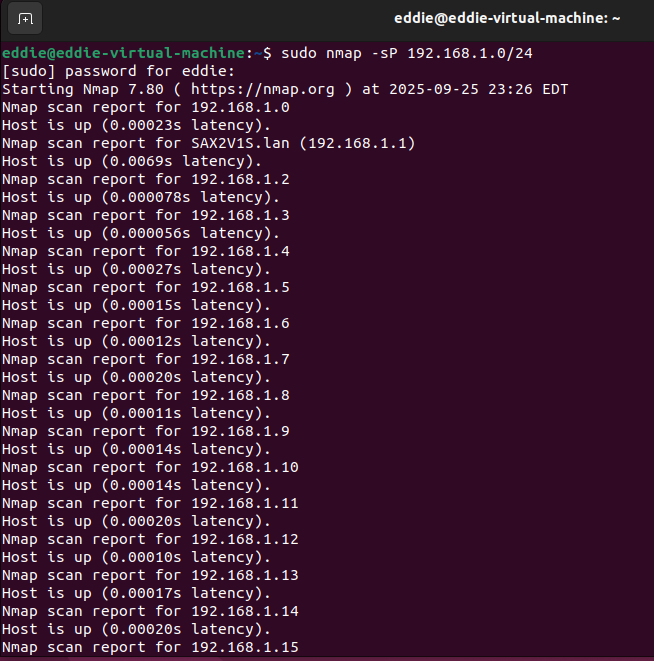 eddie@eddie-virtual-machine: ~
eddie@eddie-virtual-machine:~$ sudo nmap -sP 192.168.1.0/24
[sudo] password for eddie:
Starting Nmap 7.80 ( https://nmap.org ) at 2025-09-25 23:26 EDT
Nmap scan report for 192.168.1.0
Host is up (0.00023s latency).
Nmap scan report for SAX2V1S.lan (192.168.1.1)
Host is up (0.0069s latency).
Nmap scan report for 192.168.1.2
Host is up (0.000078s latency).
Nmap scan report for 192.168.1.3
Host is up (0.000056s latency).
Nmap scan report for 192.168.1.4
Host is up (0.00027s latency).
Nmap scan report for 192.168.1.5
Host is up (0.00015s latency).
Nmap scan report for 192.168.1.6
Host is up (0.00012s latency).
Nmap scan report for 192.168.1.7
Host is up (0.00020s latency).
Nmap scan report for 192.168.1.8
Host is up (0.00011s latency).
Nmap scan report for 192.168.1.9
Host is up (0.00014s latency).
Nmap scan report for 192.168.1.10
Host is up (0.00014s latency).
Nmap scan report for 192.168.1.11
Host is up (0.00020s latency).
Nmap scan report for 192.168.1.12
Host is up (0.00010s latency).
Nmap scan report for 192.168.1.13
Host is up (0.00017s latency).
Nmap scan report for 192.168.1.14
Host is up (0.00020s latency).
Nmap scan report for 192.168.1.15